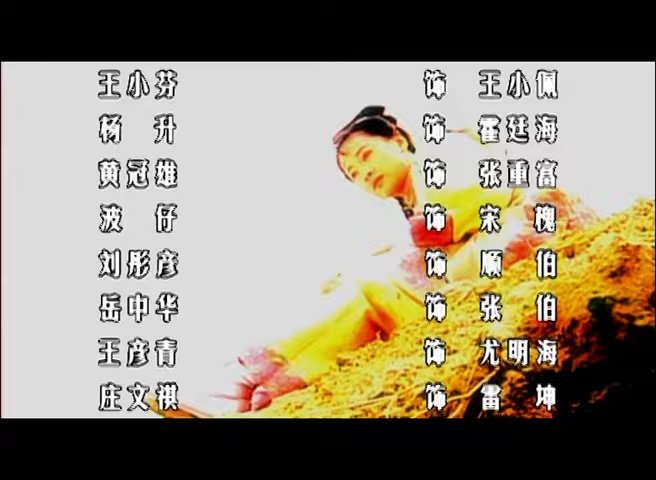 王小芬 饰 王小佩
杨升 饰 霍廷海
黄冠雄 饰 张重富
波仔 饰 宋槐
刘彤彦 饰 顺伯
岳中华 饰 张伯
王彦青 饰 尤明海
庄文祺 饰 雷坤